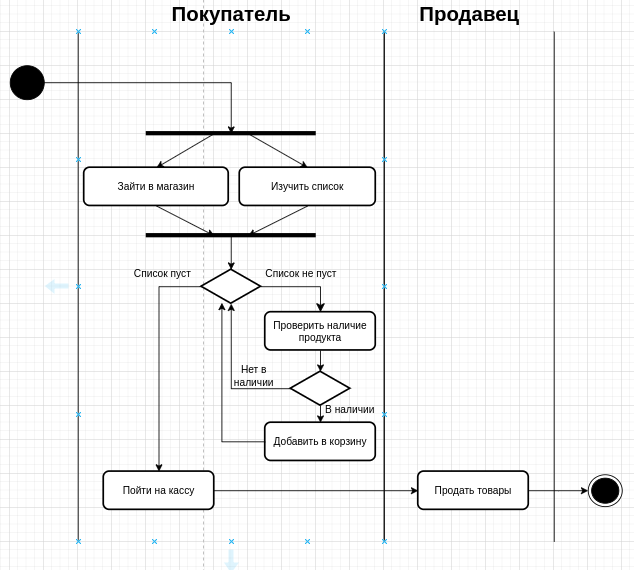 Покупатель
Продавец
Зайти в магазин
Изучить список
Список пуст
Список не пуст
Проверить наличие
продукта
Нет в
наличии
В наличии
Добавить в корзину
Пойти на кассу
Продать товары